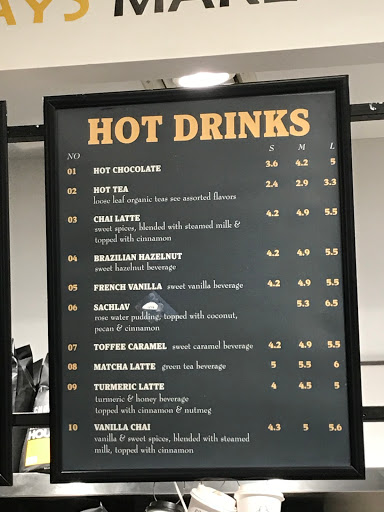 AYS MAKE
HOT DRINKS
NO S M L
01 HOT CHOCOLATE 3.6 4.2 5
02 HOT TEA 2.4 2.9 3.3
loose leaf organic teas see assorted flavors
03 CHAI LATTE 4.2 4.9 5.5
sweet spices, blended with steamed milk &
topped with cinnamon
04 BRAZILIAN HAZELNUT 4.2 4.9 5.5
sweet hazelnut beverage
05 FRENCH VANILLA sweet vanilla beverage 4.2 4.9 5.5
06 SACHLAV 5.3 6.5
rose water pudding, topped with coconut,
pecan & cinnamon
07 TOFFEE CARAMEL sweet caramel beverage 4.2 4.9 5.5
08 MATCHA LATTE green tea beverage 5 5.5 6
09 TURMERIC LATTE 4 4.5 5
turmeric & honey beverage
topped with cinnamon & nutmeg
10 VANILLA CHAI 4.3 5 5.6
vanilla & sweet spices, blended with steamed
milk, topped with cinnamon